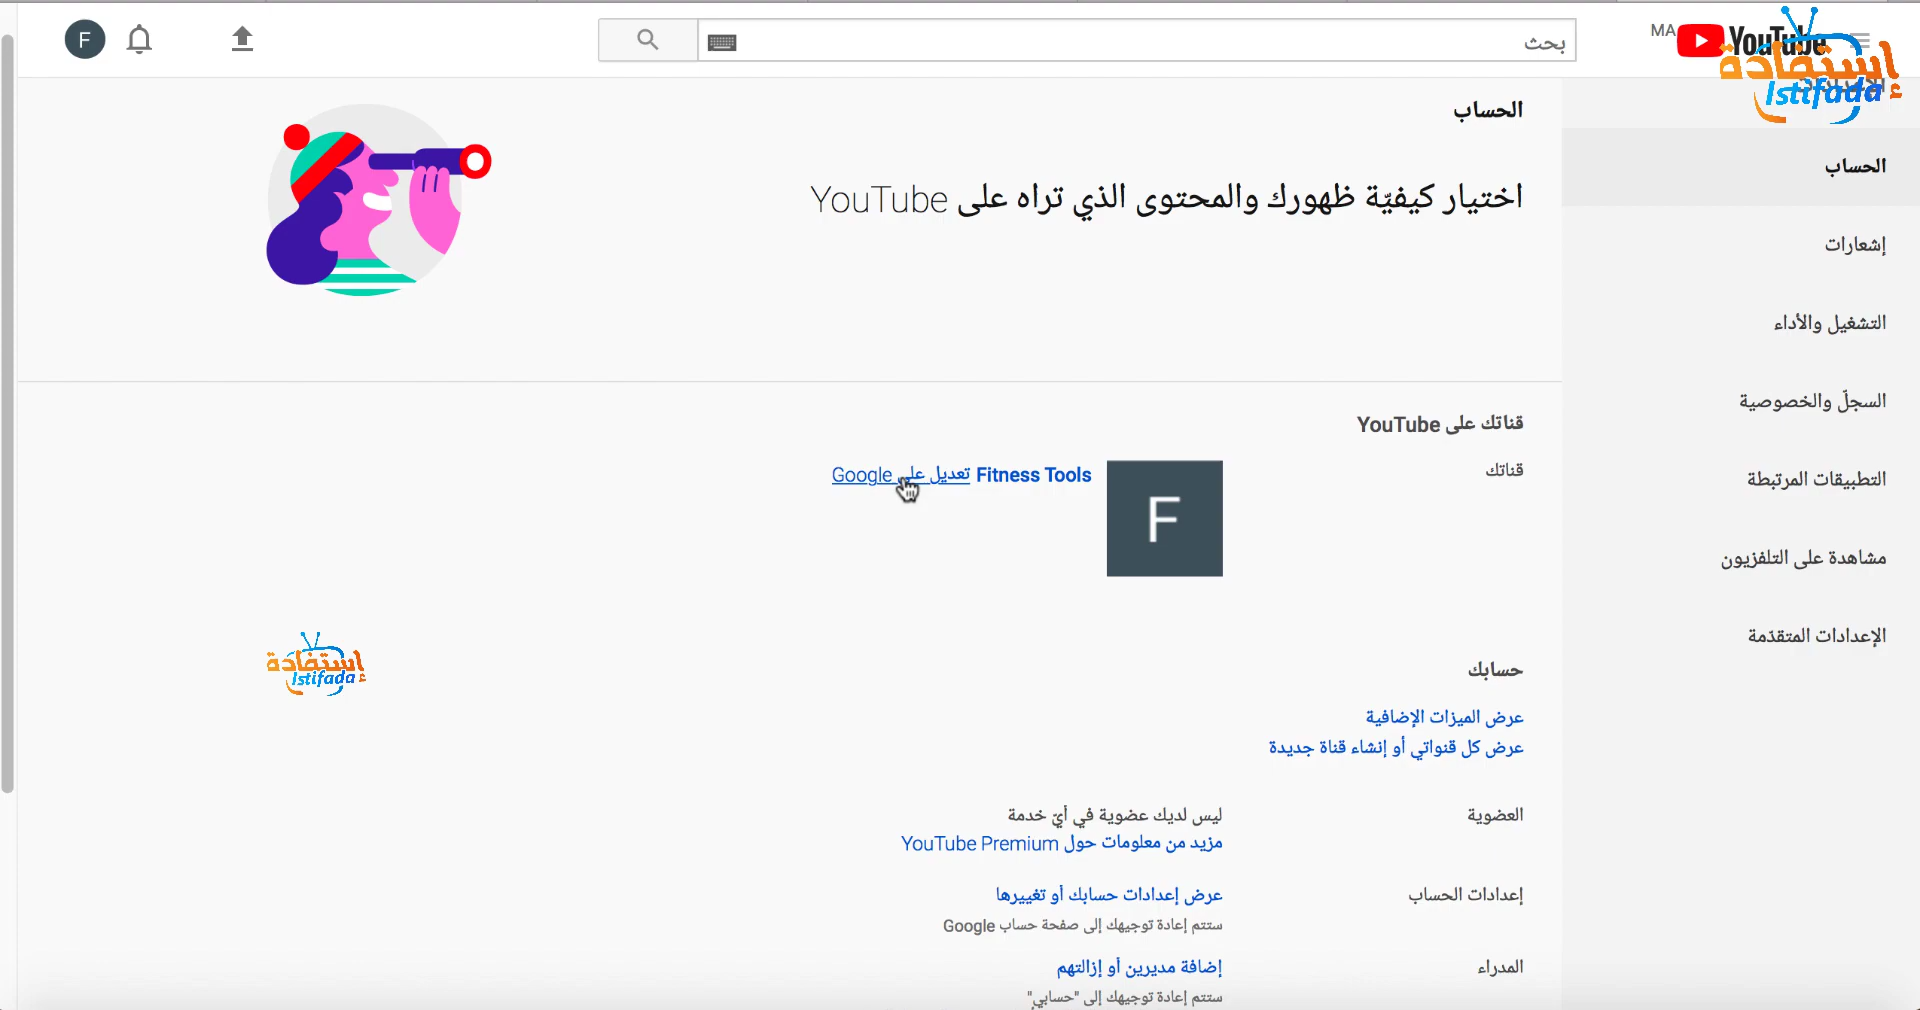 F
بحث
MA
YouTube
إستفادة
Istifada
الإعدادات
الحساب
إشعارات
التشغيل والأداء
السجلّ والخصوصية
التطبيقات المرتبطة
مشاهدة على التلفزيون
الإعدادات المتقدّمة
الحساب
اختيار كيفيّة ظهورك والمحتوى الذي تراه على YouTube
قناتك على YouTube
قناتك
F
Fitness Tools تعديل على Google
حسابك
عرض الميزات الإضافية
عرض كل قنواتي أو إنشاء قناة جديدة
إستفادة
Istifada
العضوية
ليس لديك عضوية في أيّ خدمة
مزيد من معلومات حول YouTube Premium
إعدادات الحساب
عرض إعدادات حسابك أو تغييرها
ستتم إعادة توجيهك إلى صفحة حساب Google
المدراء
إضافة مديرين أو إزالتهم
ستتم إعادة توجيهك إلى "حسابي"